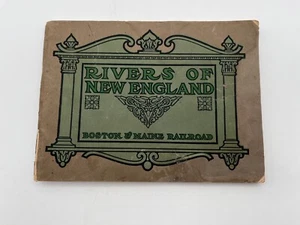 RIVERS OF
NEW ENGLAND
BOSTON & MAINE RAILROAD